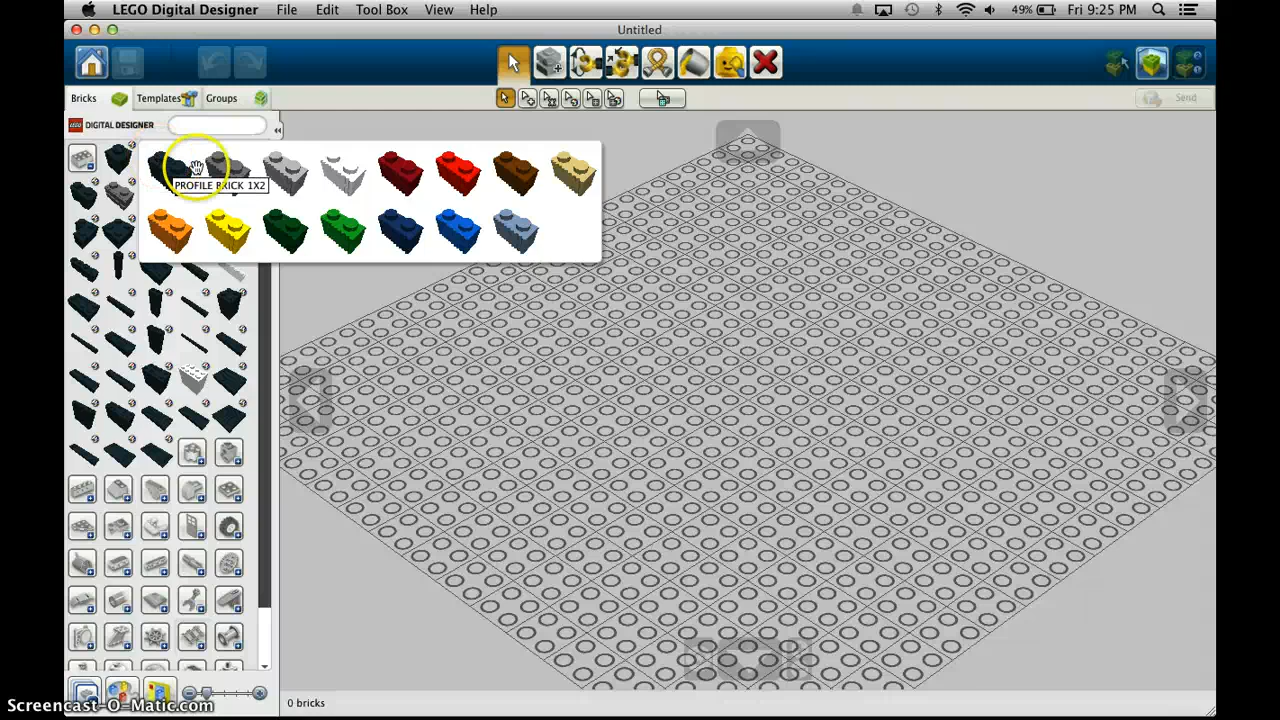 LEGO Digital Designer File Edit Tool Box View Help 49% Fri 9:25 PM
Untitled
Bricks Templates Groups Send
LEGO DIGITAL DESIGNER
PROFILE BRICK 1X2
0 bricks
Screencast-O-Matic.com